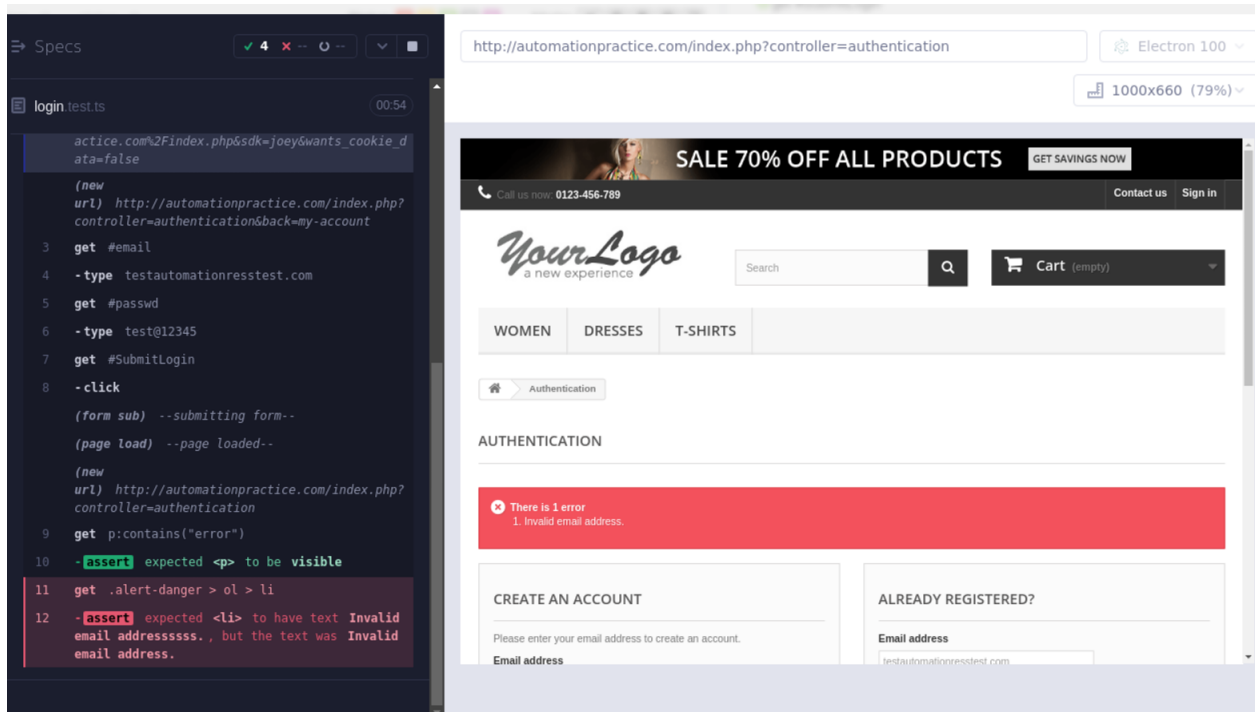 Specs
4
--
--
login.test.ts
00:54
actice.com%2Findex.php&sdk=joey&wants_cookie_d
ata=false
(new
url) http://automationpractice.com/index.php?
controller=authentication&back=my-account
3 get #email
4 -type testautomationresstest.com
5 get #passwd
6 -type test@12345
7 get #SubmitLogin
8 -click
(form sub) --submitting form--
(page load) --page loaded--
(new
url) http://automationpractice.com/index.php?
controller=authentication
9 get p:contains("error")
10 -assert expected <p> to be visible
11 get .alert-danger > ol > li
12 -assert expected <li> to have text Invalid
email addresssssss. , but the text was Invalid
email address.
http://automationpractice.com/index.php?controller=authentication
Electron 100
1000x660 (79%)
SALE 70% OFF ALL PRODUCTS
GET SAVINGS NOW
Call us now: 0123-456-789
Contact us
Sign in
YourLogo
a new experience
Search
Cart (empty)
WOMEN
DRESSES
T-SHIRTS
Authentication
AUTHENTICATION
There is 1 error
1. Invalid email address.
CREATE AN ACCOUNT
Please enter your email address to create an account.
Email address
ALREADY REGISTERED?
Email address
testautomationresstest.com